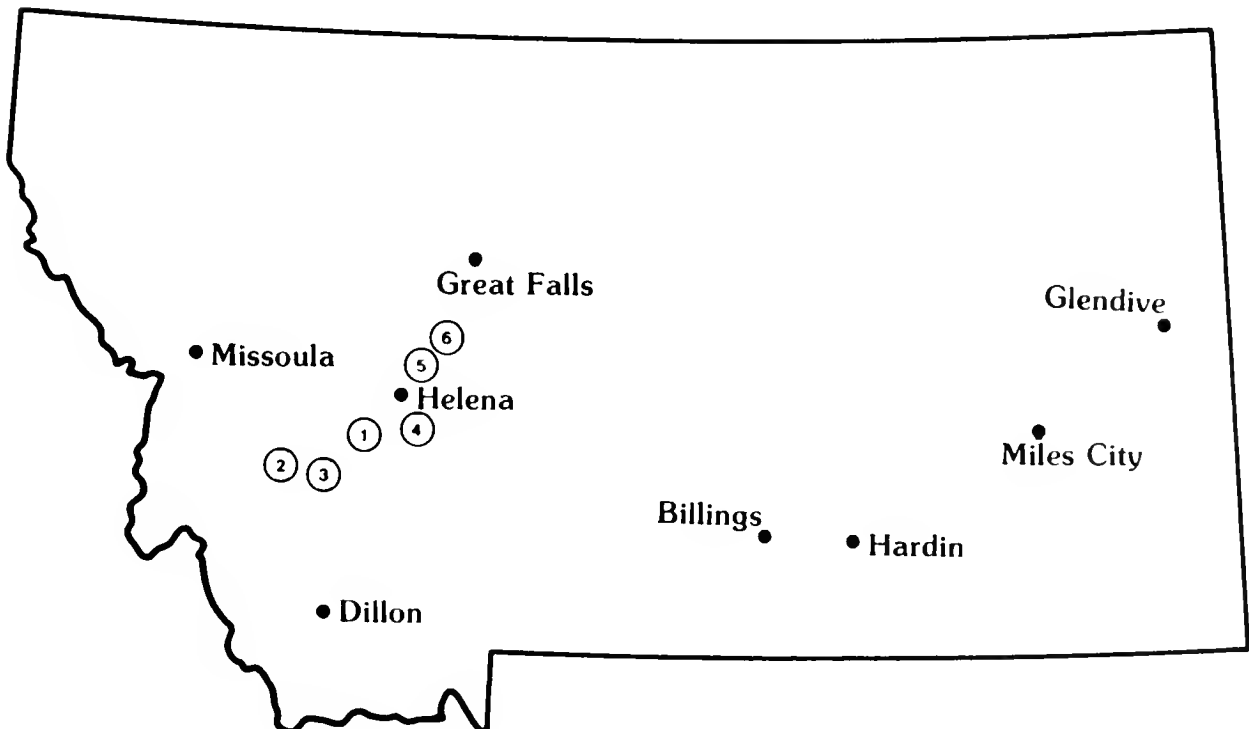 Great Falls
Glendive
6
Missoula
5
Helena
1
4
Miles City
2
3
Billings
Hardin
Dillon